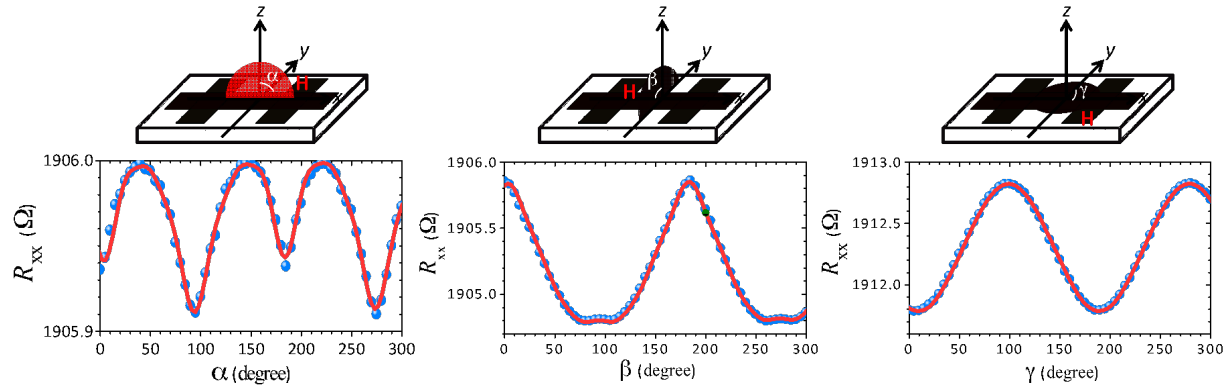 z
y
α
H
x
z
y
β
H
z
y
γ
H
1906.0
1905.9
R_xx (Ω)
0 50 100 150 200 250 300
α (degree)
1906.0
1905.5
1905.0
R_xx (Ω)
0 50 100 150 200 250 300
β (degree)
1913.0
1912.5
1912.0
R_xx (Ω)
0 50 100 150 200 250 300
γ (degree)